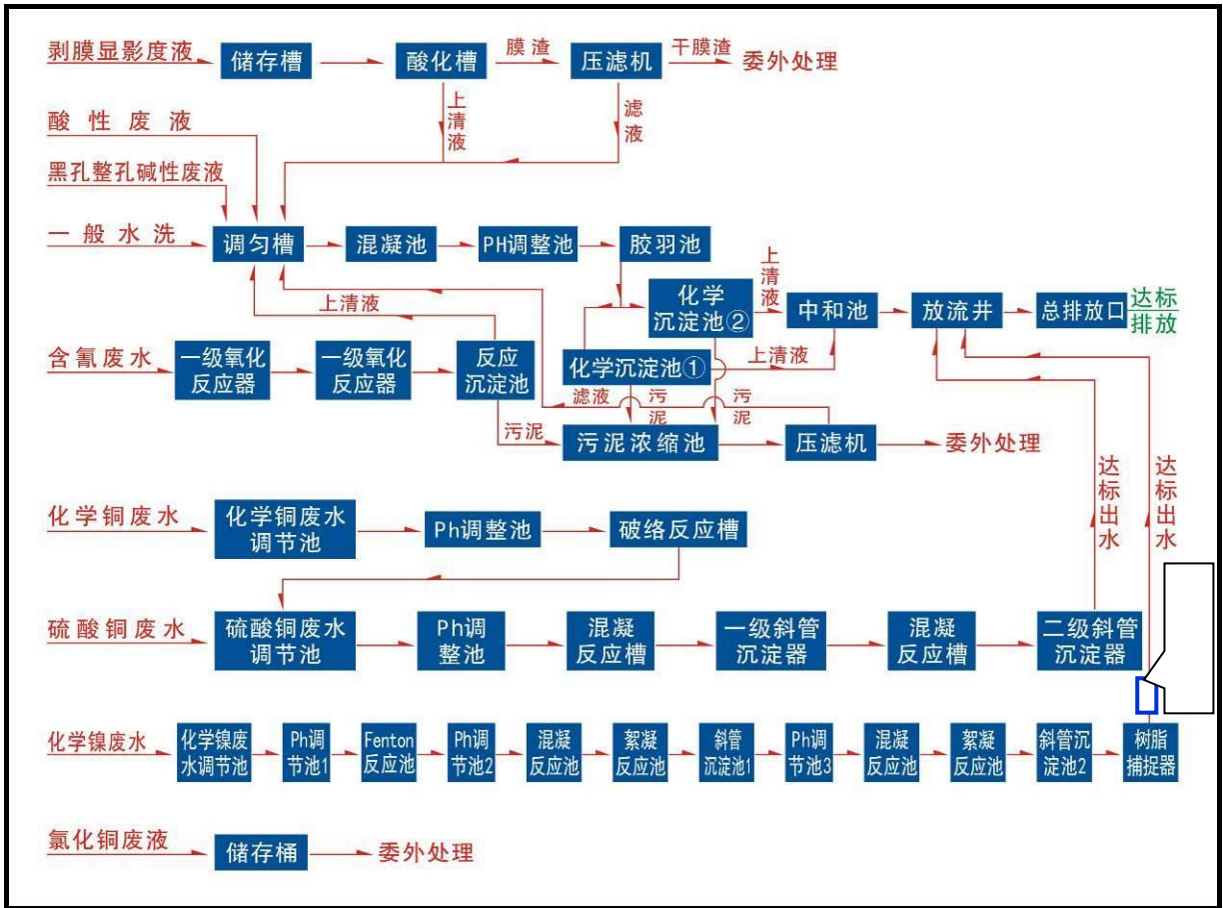 剥膜显影度液
储存槽
酸化槽
膜渣
压滤机
干膜渣
委外处理
上清液
滤液
酸性废液
黑孔整孔碱性废液
一般水洗
调匀槽
混凝池
PH调整池
胶羽池
化学
沉淀池②
上清液
中和池
放流井
总排放口
达标
排放
上清液
含氰废水
一级氧化
反应器
一级氧化
反应器
反应
沉淀池
化学沉淀池①
上清液
滤液
污泥
污泥
污泥
污泥浓缩池
压滤机
委外处理
达标出水
达标出水
化学铜废水
化学铜废水
调节池
Ph调整池
破络反应槽
硫酸铜废水
硫酸铜废水
调节池
Ph调
整池
混凝
反应槽
一级斜管
沉淀器
混凝
反应槽
二级斜管
沉淀器
化学镍废水
化学镍废
水调节池
Ph调
节池1
Fenton
反应池
Ph调
节池2
混凝
反应池
絮凝
反应池
斜管
沉淀池1
Ph调
节池3
混凝
反应池
絮凝
反应池
斜管沉
淀池2
树脂
捕捉器
氯化铜废液
储存桶
委外处理